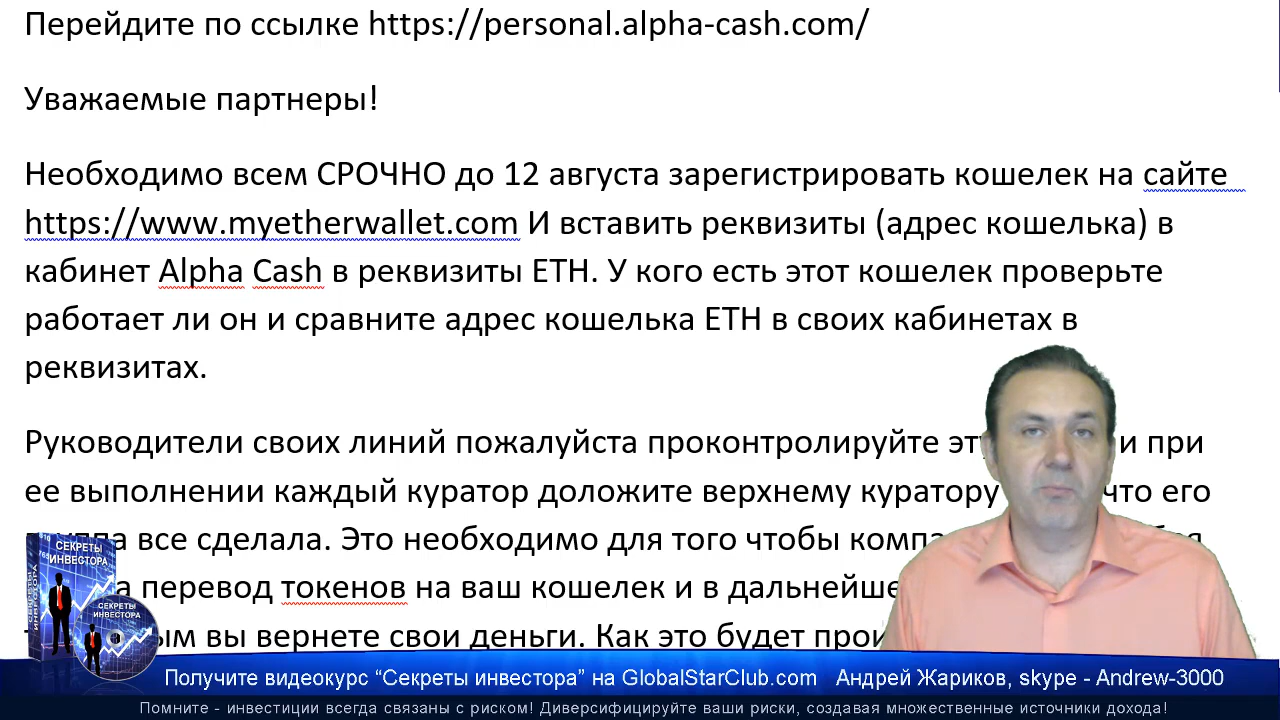 Перейдите по ссылке https://personal.alpha-cash.com/
Уважаемые партнеры!
Необходимо всем СРОЧНО до 12 августа зарегистрировать кошелек на сайте
https://www.myetherwallet.com И вставить реквизиты (адрес кошелька) в
кабинет Alpha Cash в реквизиты ETH. У кого есть этот кошелек проверьте
работает ли он и сравните адрес кошелька ETH в своих кабинетах в
реквизитах.
Руководители своих линий пожалуйста проконтролируйте и при
ее выполнении каждый куратор доложите верхнему куратору что его
все сделала. Это необходимо для того чтобы
перевод токенов на ваш кошелек и в
вы вернете свои деньги. Как это будет
СЕКРЕТЫ
ИНВЕСТОРА
СЕКРЕТЫ
ИНВЕСТОРА
СЕКРЕТЫ
ИНВЕСТОРА
Получите видеокурс “Секреты инвестора” на GlobalStarClub.com Андрей Жариков, skype - Andrew-3000
Помните - инвестиции всегда связаны с риском! Диверсифицируйте ваши риски, создавая множественные источники дохода!